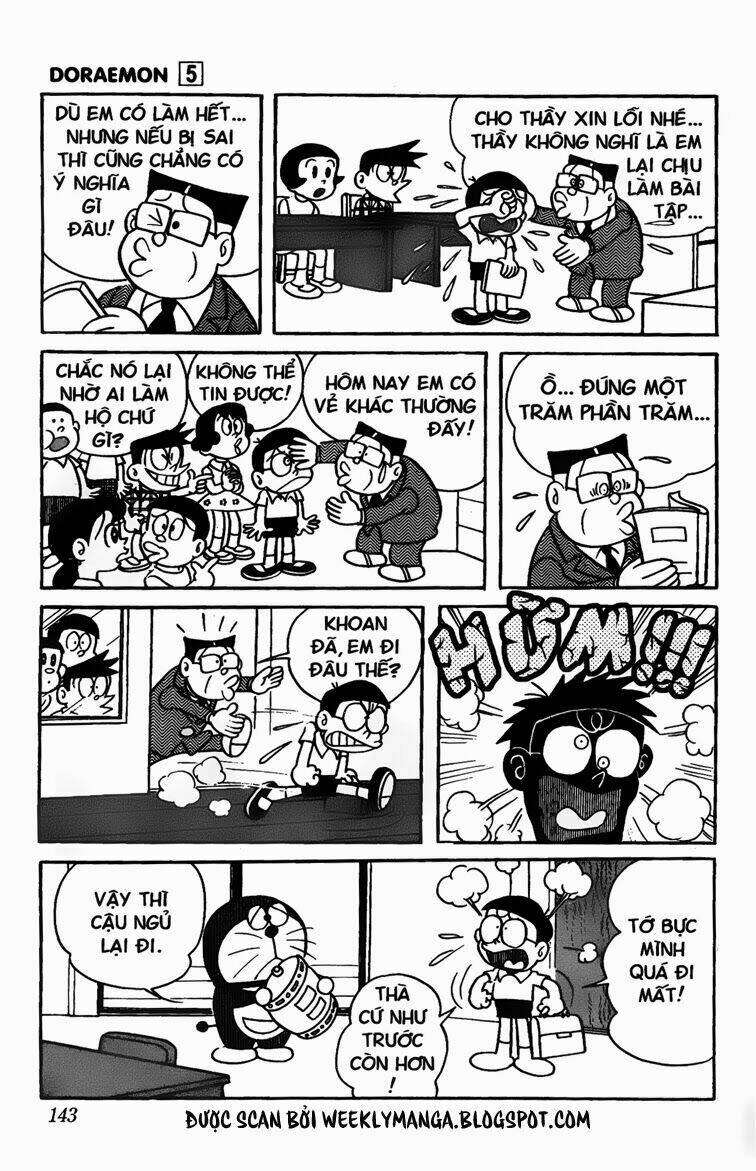 DORAEMON 5
DÙ EM CÓ LÀM HẾT...
NHƯNG NẾU BỊ SAI
THÌ CŨNG CHẲNG CÓ
Ý NGHĨA
GÌ
ĐÂU!
CHO THẦY XIN LỖI NHÉ...
THẦY KHÔNG NGHĨ LÀ EM
LẠI CHỊU
LÀM BÀI
TẬP...
CHẮC NÓ LẠI
NHỜ AI LÀM
HỘ CHỨ
GÌ?
KHÔNG THỂ
TIN ĐƯỢC!
HÔM NAY EM CÓ
VẺ KHÁC THƯỜNG
ĐẤY!
Ồ... ĐÚNG MỘT
TRĂM PHẦN TRĂM...
KHOAN
ĐÃ, EM ĐI
ĐÂU THẾ?
HỪM!!!
VẬY THÌ
CẬU NGỦ
LẠI ĐI.
THÀ
CỨ NHƯ
TRƯỚC
CÒN HƠN
!
TỚ BỰC
MÌNH
QUÁ ĐI
MẤT!
143
ĐƯỢC SCAN BỞI WEEKLYMANGA.BLOGSPOT.COM